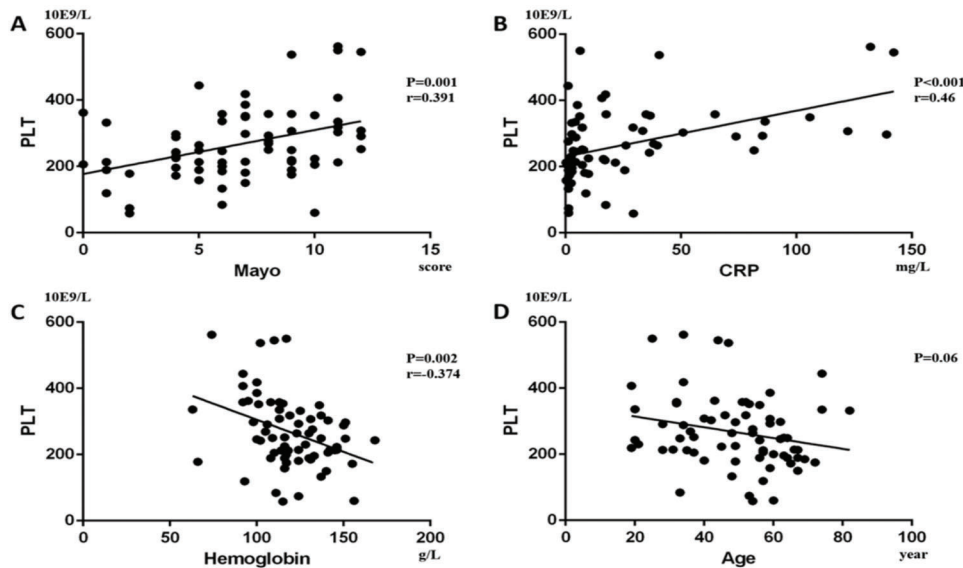 A
10E9/L
600
400
200
0
PLT
P=0.001
r=0.391
0
5
10
15
Mayo
score
B
10E9/L
600
400
200
0
PLT
P<0.001
r=0.46
0
50
100
150
CRP
mg/L
C
10E9/L
600
400
200
0
PLT
P=0.002
r=-0.374
0
50
100
150
200
Hemoglobin
g/L
D
10E9/L
600
400
200
0
PLT
P=0.06
0
20
40
60
80
100
Age
year